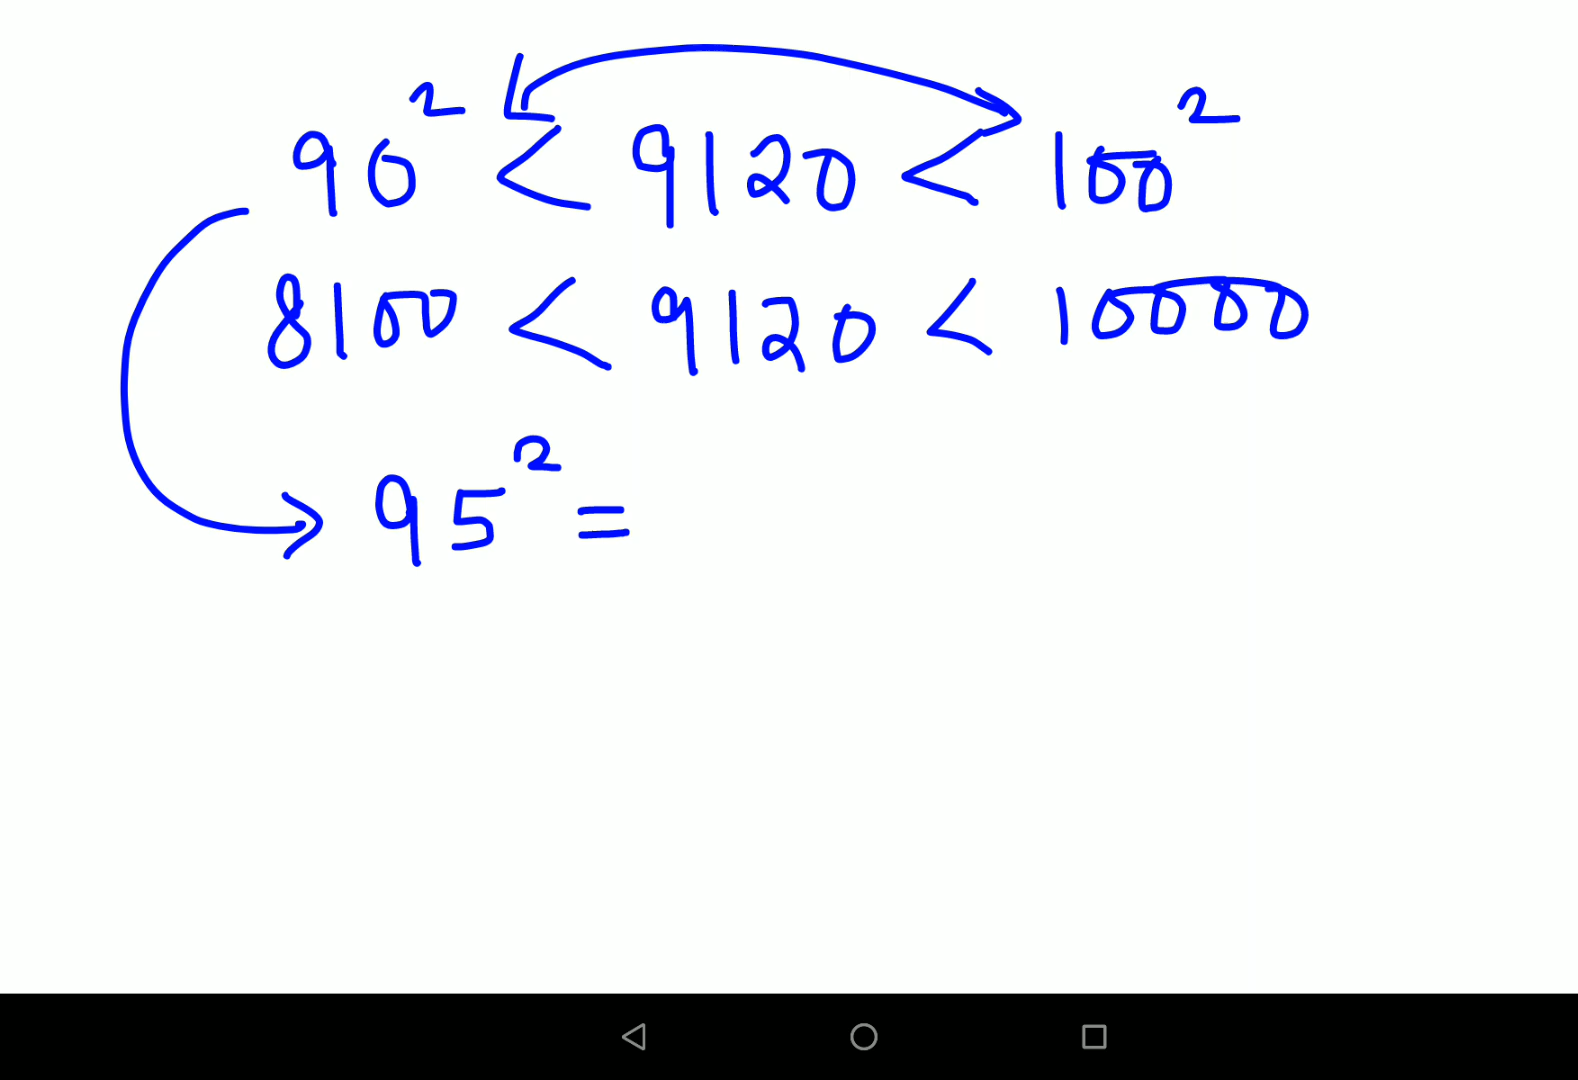 90² < 9120 < 100²
8100 < 9120 < 10000
95² =